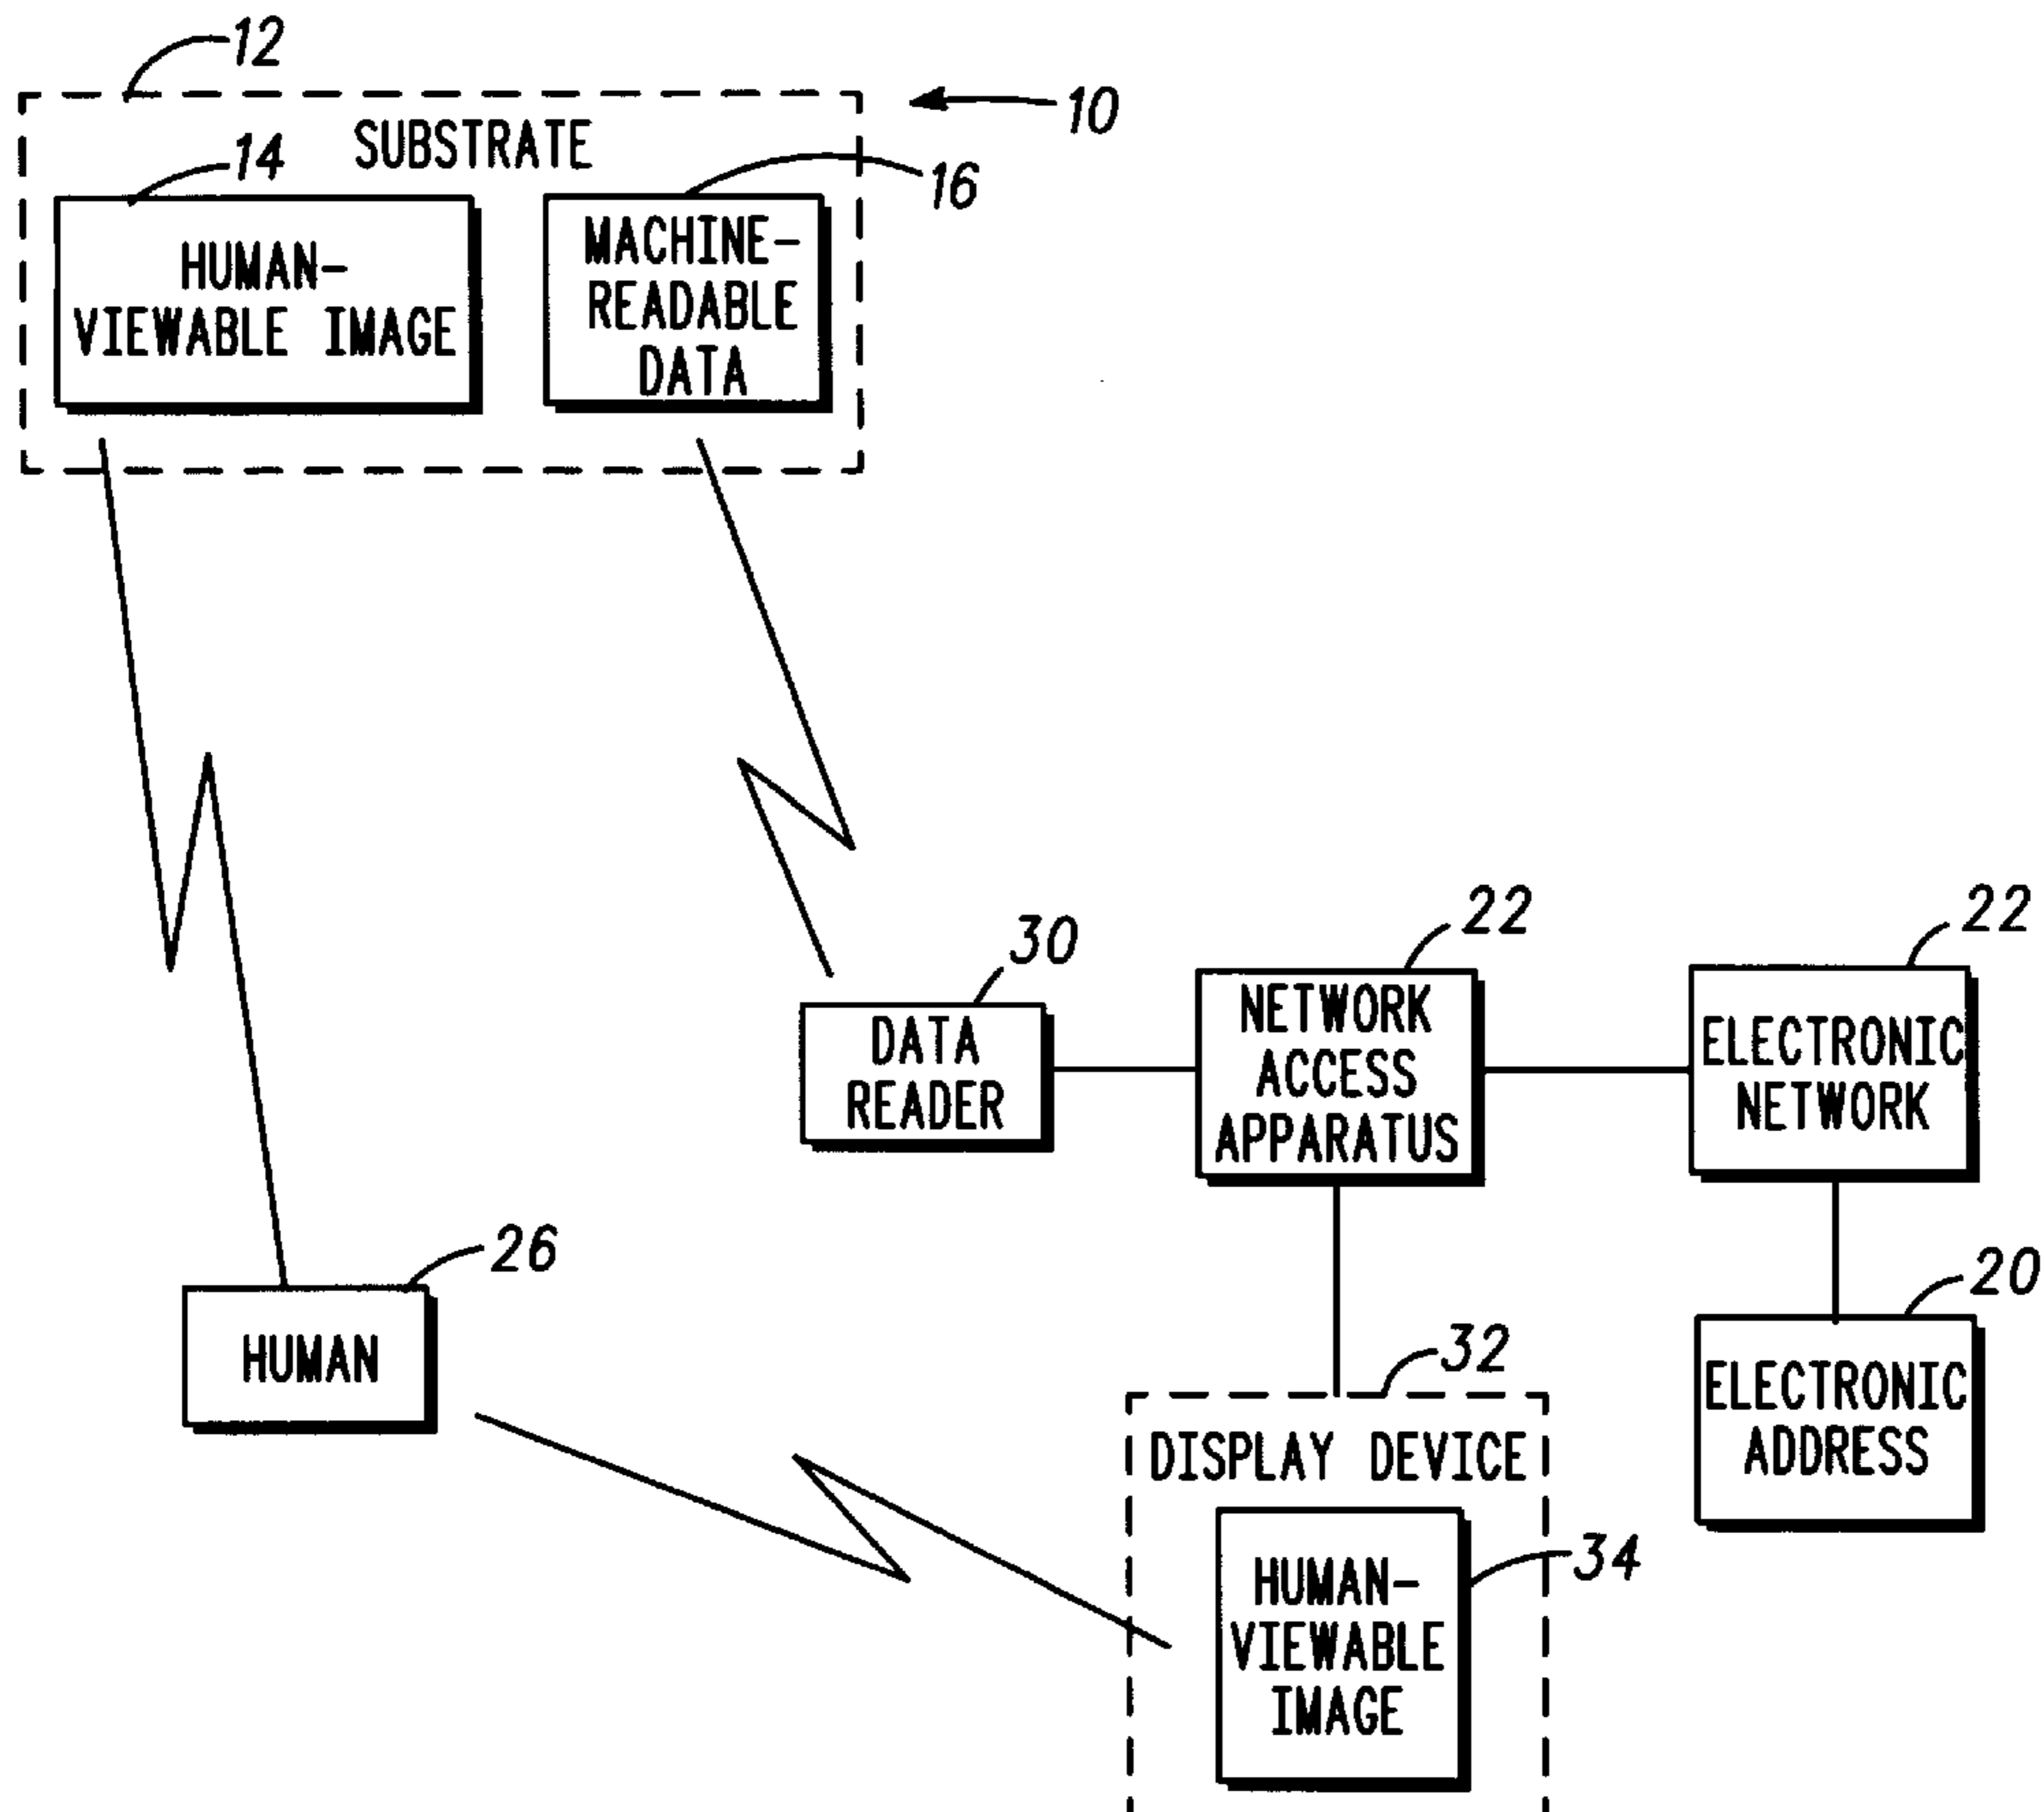 12
10
SUBSTRATE
14
16
HUMAN-
VIEWABLE IMAGE
MACHINE-
READABLE
DATA
30
22
22
DATA
READER
NETWORK
ACCESS
APPARATUS
ELECTRONIC
NETWORK
26
20
HUMAN
32
ELECTRONIC
ADDRESS
DISPLAY DEVICE
34
HUMAN-
VIEWABLE
IMAGE